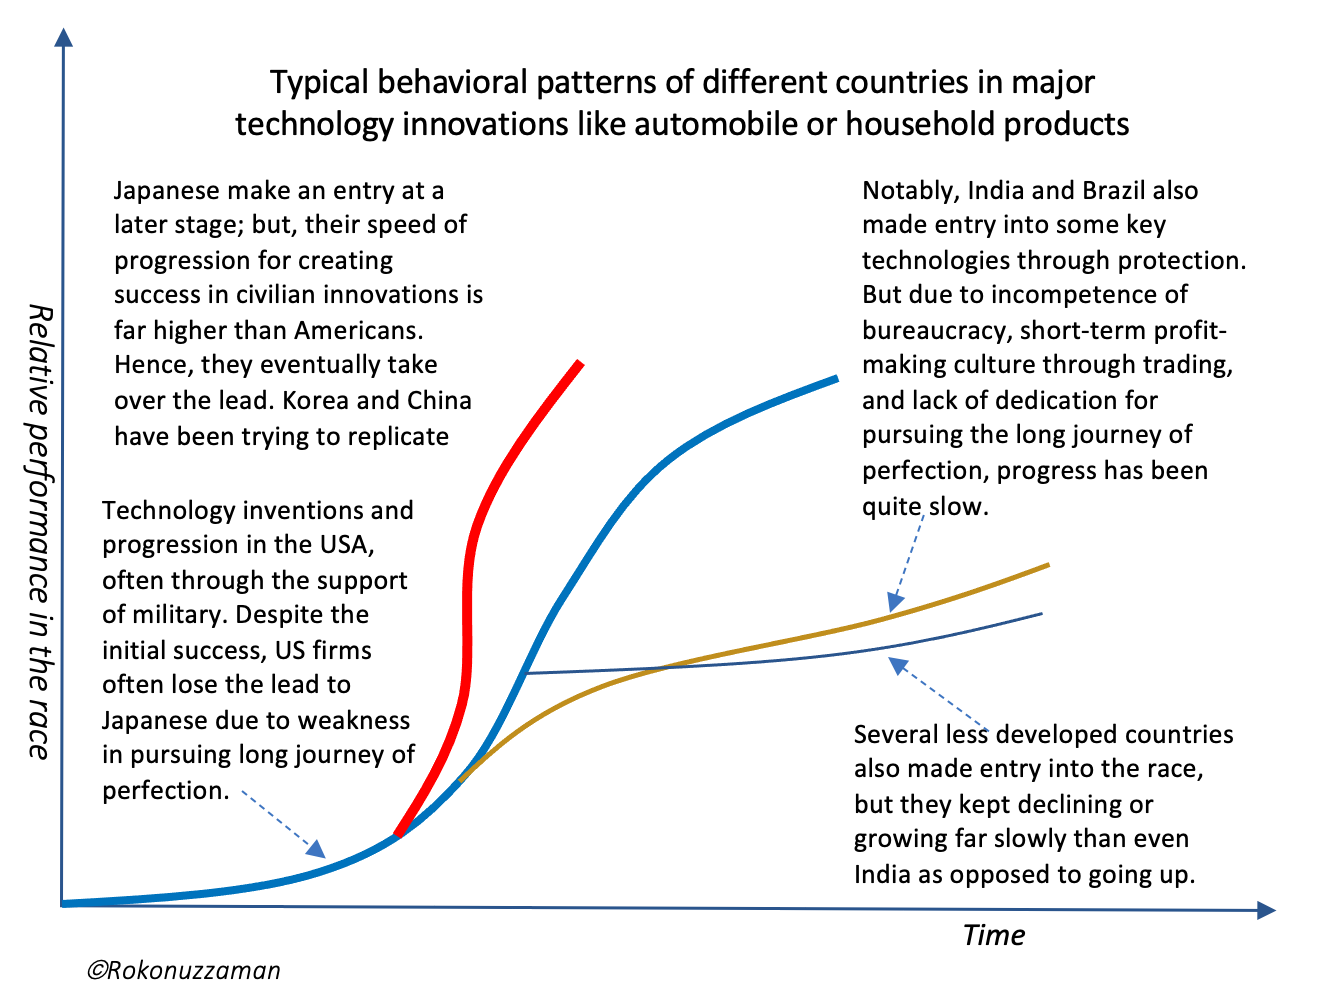 Typical behavioral patterns of different countries in major
technology innovations like automobile or household products
Japanese make an entry at a
later stage; but, their speed of
progression for creating
success in civilian innovations is
far higher than Americans.
Hence, they eventually take
over the lead. Korea and China
have been trying to replicate
Notably, India and Brazil also
made entry into some key
technologies through protection.
But due to incompetence of
bureaucracy, short-term profit-
making culture through trading,
and lack of dedication for
pursuing the long journey of
perfection, progress has been
quite slow.
Relative performance in the race
Technology inventions and
progression in the USA,
often through the support
of military. Despite the
initial success, US firms
often lose the lead to
Japanese due to weakness
in pursuing long journey of
perfection.
Several less developed countries
also made entry into the race,
but they kept declining or
growing far slowly than even
India as opposed to going up.
Time
©Rokonuzzaman